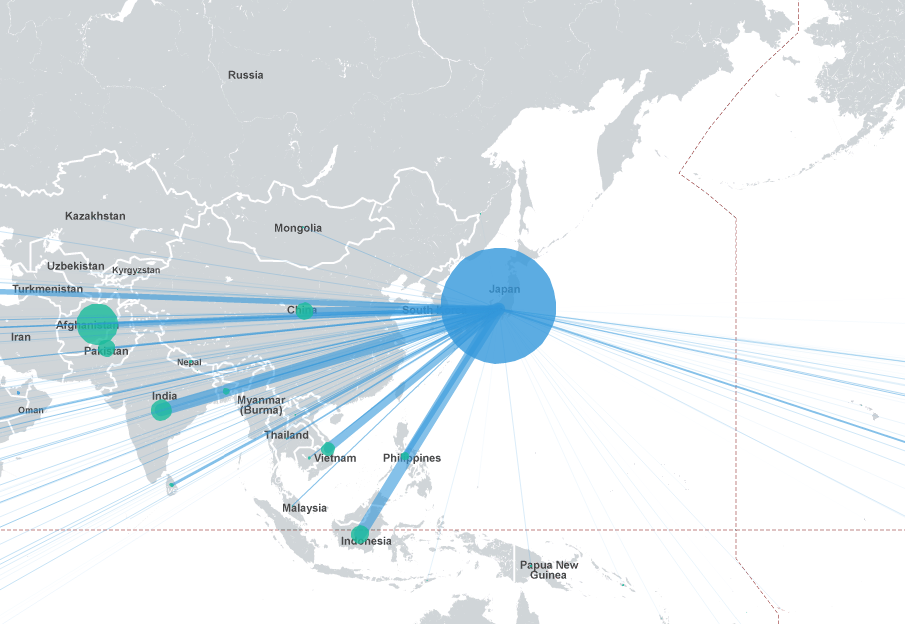 Russia
Kazakhstan
Mongolia
Uzbekistan
Kyrgyzstan
Turkmenistan
Japan
China
South
Afghanistan
Iran
Pakistan
Nepal
India
Oman
Myanmar
(Burma)
Thailand
Vietnam
Philippines
Malaysia
Indonesia
Papua New
Guinea